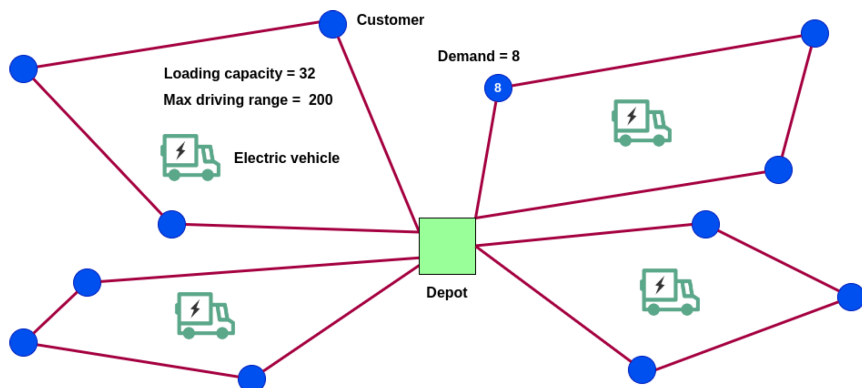 Customer
Loading capacity = 32
Max driving range = 200
Electric vehicle
Demand = 8
8
Depot